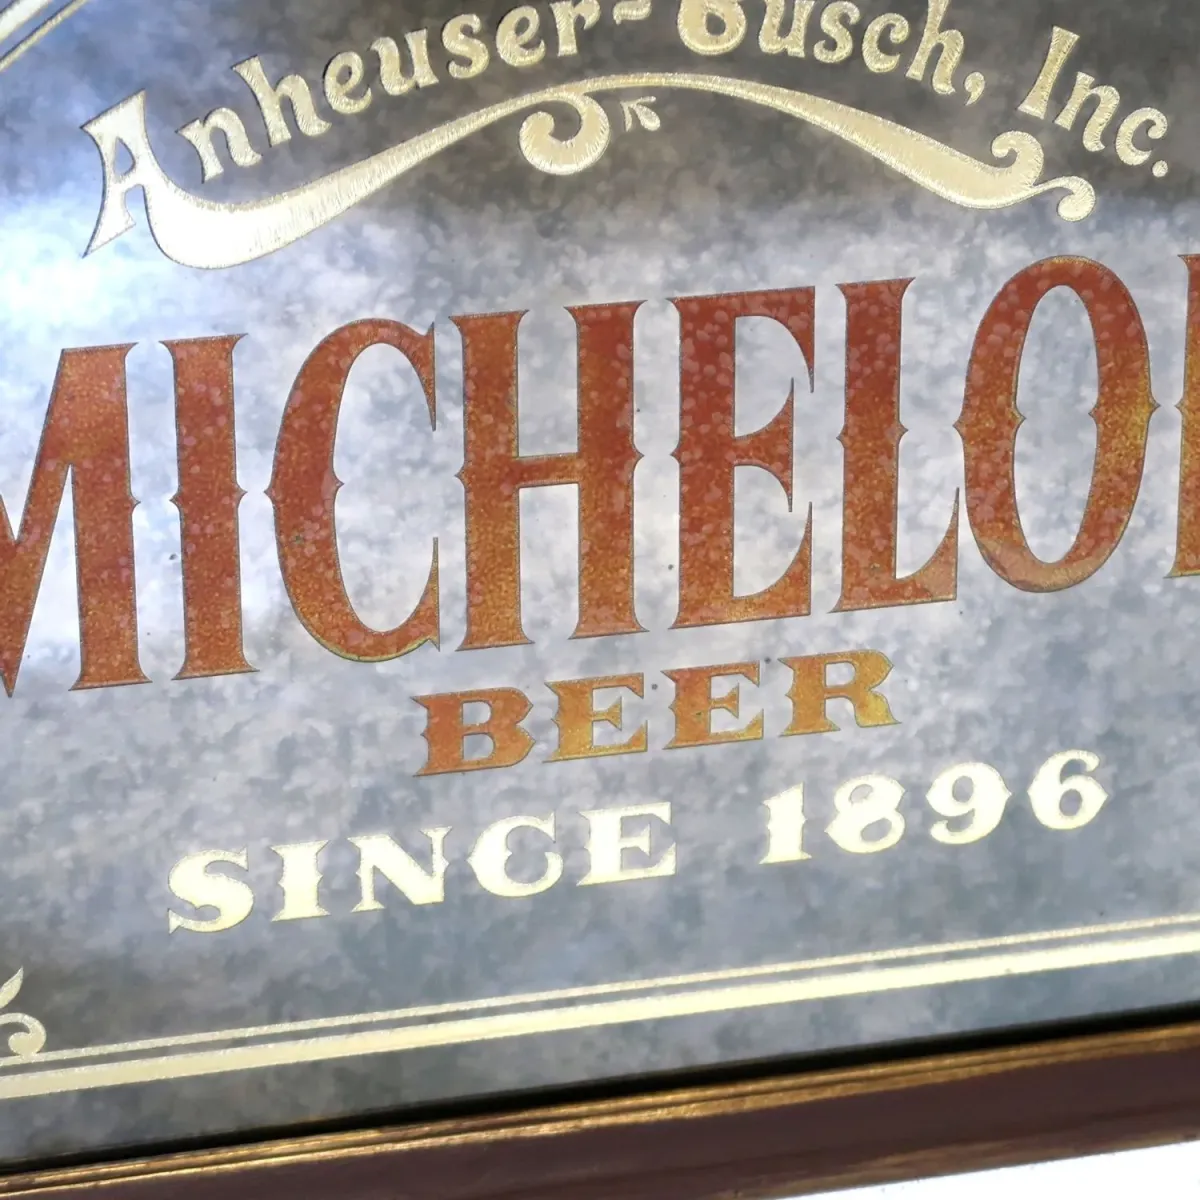 Anheuser-Busch, Inc.
MICHELO
BEER
SINCE 1896